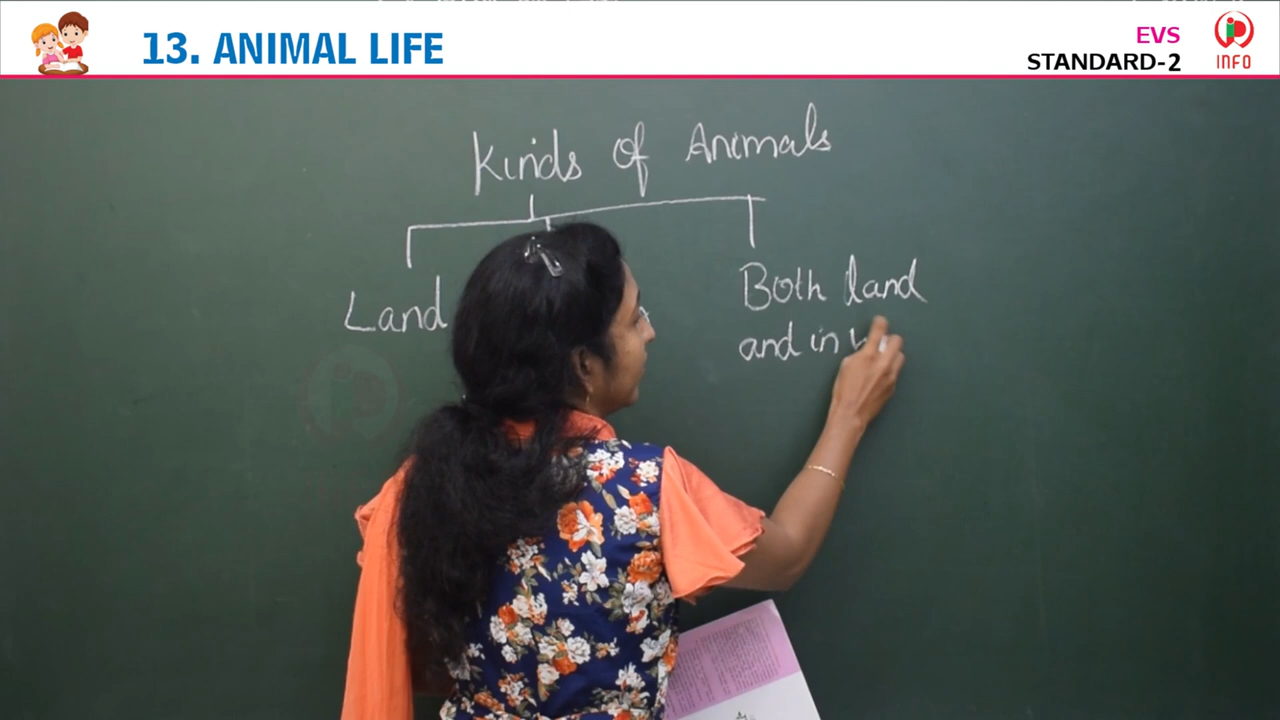 13. ANIMAL LIFE
EVS
STANDARD-2
INFO
Kinds of Animals
Land
Both land
and in